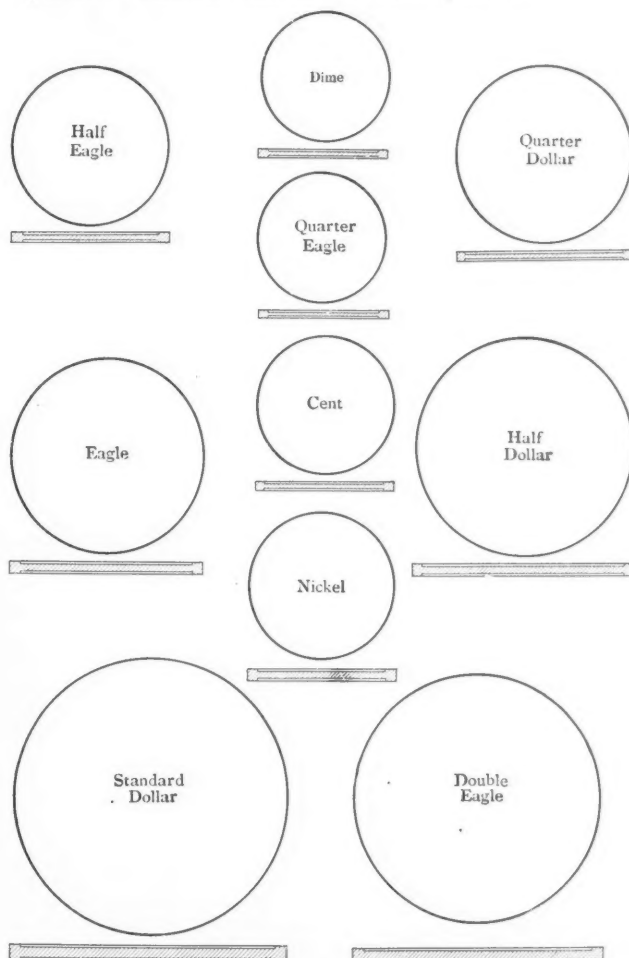 Dime
Half
Eagle
Quarter
Dollar
Quarter
Eagle
Cent
Eagle
Half
Dollar
Nickel
Standard
Dollar
Double
Eagle